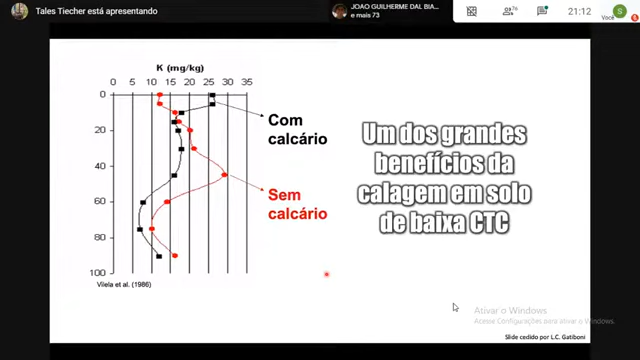 Tales Tiecher está apresentando
JOAO GUILHERME DAL BIA...
e mais 73
21:12
Você
K (mg/kg)
0 5 10 15 20 25 30 35
0
20
40
60
80
100
Com
calcário
Sem
calcário
Um dos grandes
benefícios da
calagem em solo
de baixa CTC
Vilela et al. (1986)
Ativar o Windows
Acesse Configurações para ativar o Windows.
Slide cedido por L.C. Gatiboni